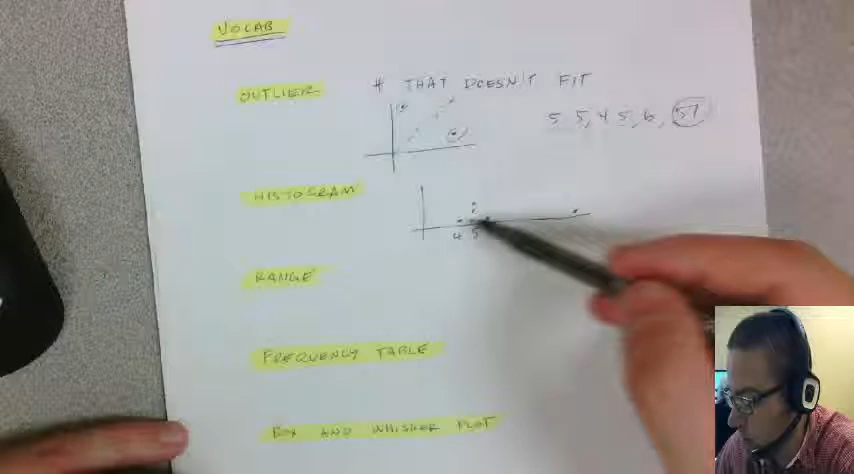 VOCAB
OUTLIER # THAT DOESN'T FIT
5 5, 4 5, 6, 57
HISTOGRAM
4 5
RANGE
FREQUENCY TABLE
BOX AND WHISKER PLOT